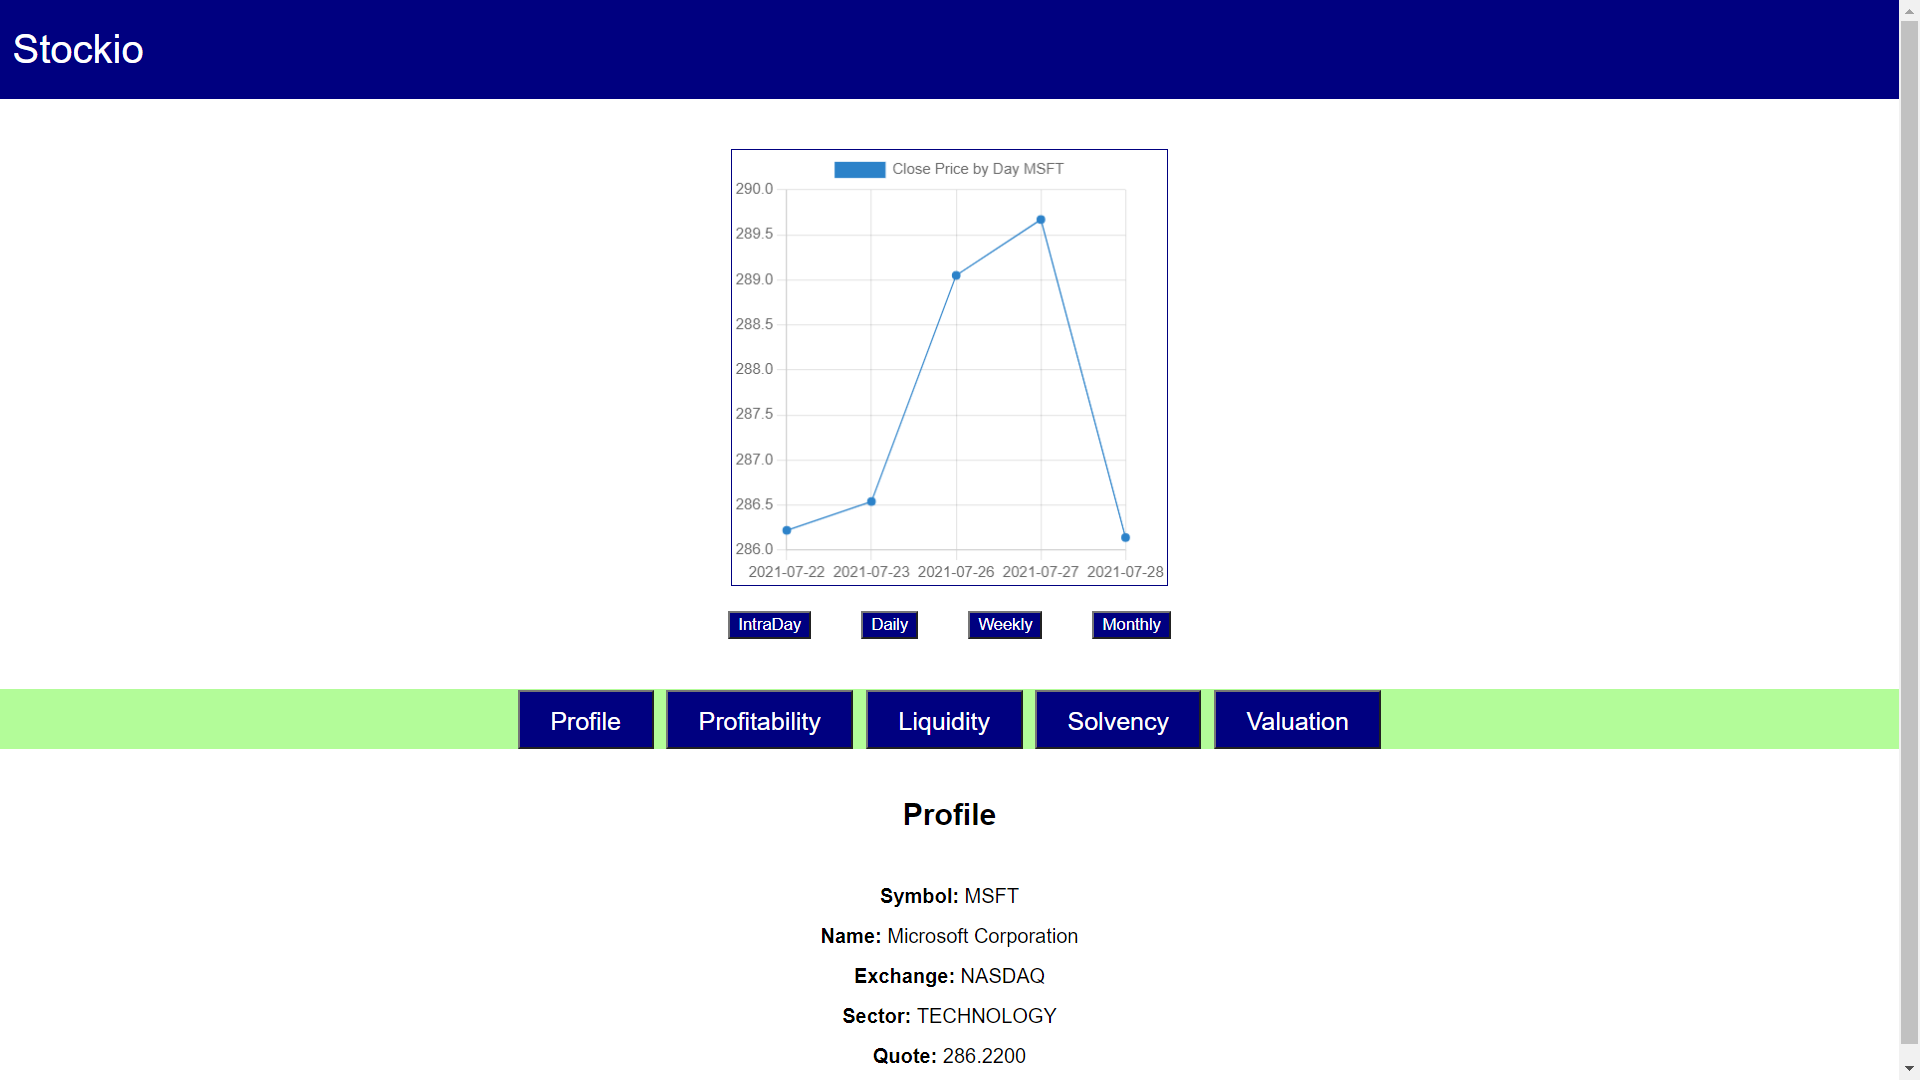 Stockio
Close Price by Day MSFT
290.0
289.5
289.0
288.5
288.0
287.5
287.0
286.5
286.0
2021-07-22 2021-07-23 2021-07-26 2021-07-27 2021-07-28
IntraDay Daily Weekly Monthly
Profile Profitability Liquidity Solvency Valuation
Profile
Symbol: MSFT
Name: Microsoft Corporation
Exchange: NASDAQ
Sector: TECHNOLOGY
Quote: 286.2200